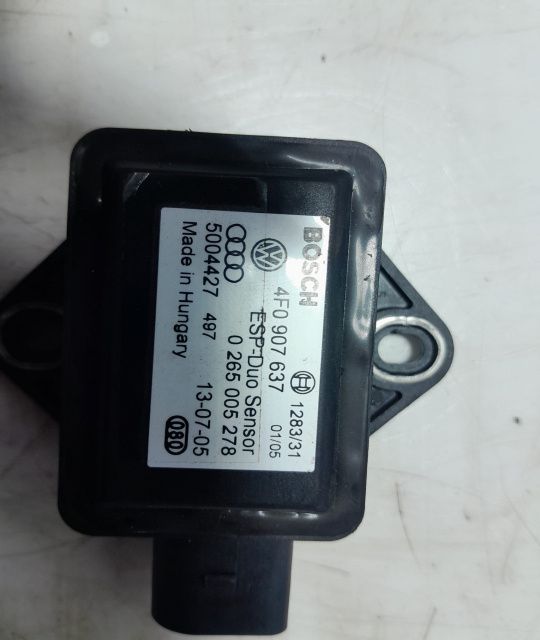 BOSCH
1283/31
4F0 907 637 01/05
ESP-Duo Sensor
0 265 005 278
5004427 497 13-07-05
Made in Hungary 080